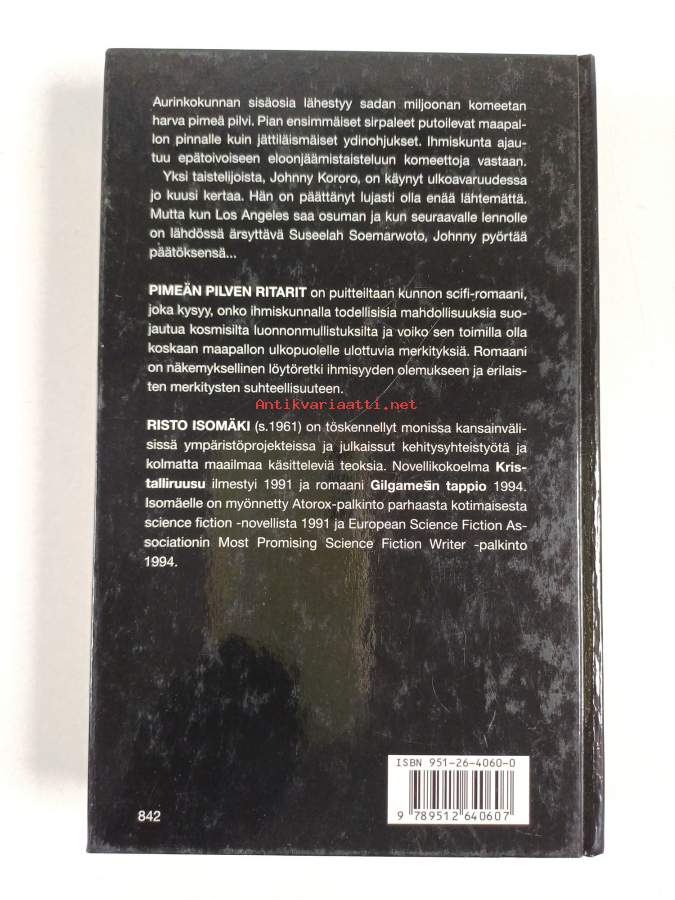 Aurinkokunnan sisäosia lähestyy sadan miljoonan komeetan
harva pimeä pilvi. Pian ensimmäiset sirpaleet putoilevat maapal-
lon pinnalle kuin jättiläismäiset ydinohjukset. Ihmiskunta ajau-
tuu epätoivoiseen eloonjäämistaisteluun komeettoja vastaan.
Yksi taistelijoista, Johnny Kororo, on käynyt ulkoavaruudessa
jo kuusi kertaa. Hän on päättänyt lujasti olla enää lähtemättä.
Mutta kun Los Angeles saa osuman ja kun seuraavalle lennolle
on lähdössä ärsyttävä Suseelah Soemarwoto, Johnny pyörtää
päätöksensä...
PIMEÄN PILVEN RITARIT on puitteiltaan kunnon scifi-romaani,
joka kysyy, onko ihmiskunnalla todellisisia mahdollisuuksia suo-
jautua kosmisilta luonnonmullistuksilta ja voiko sen toimilla olla
koskaan maapallon ulkopuolelle ulottuvia merkityksiä. Romaani
on näkemyksellinen löytöretki ihmisyyden olemukseen ja erilais-
ten merkitysten suhteellisuuteen.
Antikvariaatti.net
RISTO ISOMÄKI (s.1961) on töskennellyt monissa kansainväli-
sissä ympäristöprojekteissa ja julkaissut kehitysyhteistyötä ja
kolmatta maailmaa käsitteleviä teoksia. Novellikokoelma Kris-
talliruusu ilmestyi 1991 ja romaani Gilgamešin tappio 1994.
Isomäelle on myönnetty Atorox-palkinto parhaasta kotimaisesta
science fiction -novellista 1991 ja European Science Fiction As-
sociationin Most Promising Science Fiction Writer -palkinto
1994.
ISBN 951-26-4060-0
9 789512 640607
842